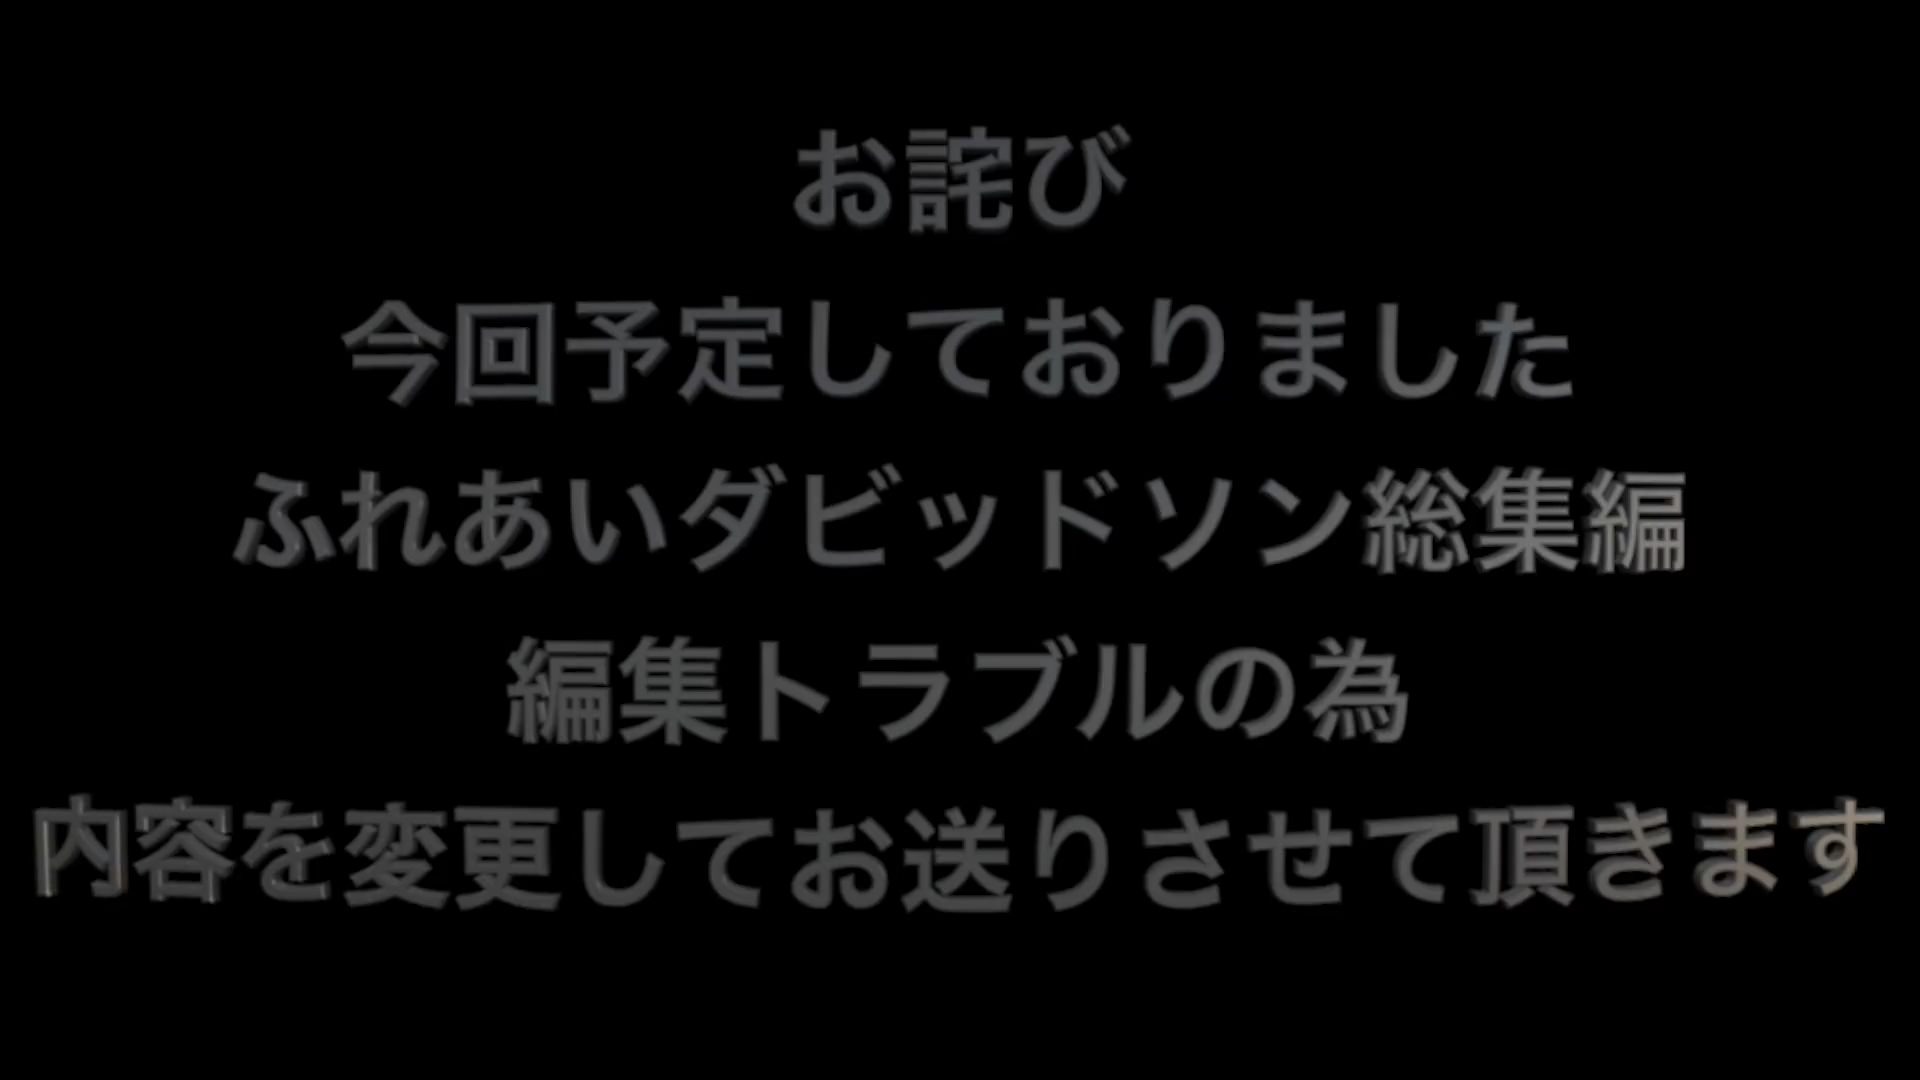 お詫び
今回予定しておりました
ふれあいダビッドソン総集編
編集トラブルの為
内容を変更してお送りさせて頂きます